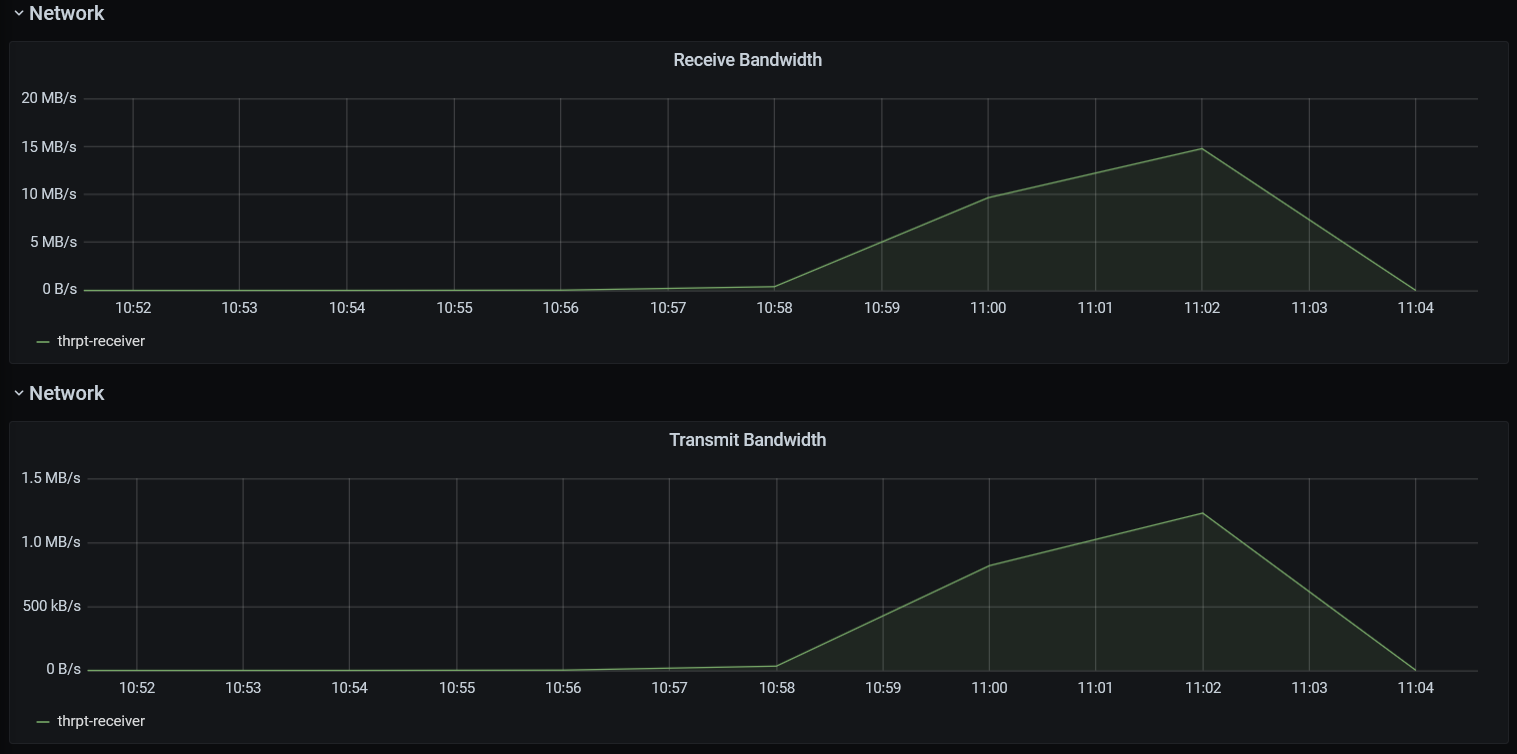 Network
Receive Bandwidth
20 MB/s
15 MB/s
10 MB/s
5 MB/s
0 B/s
10:52 10:53 10:54 10:55 10:56 10:57 10:58 10:59 11:00 11:01 11:02 11:03 11:04
thrpt-receiver
Network
Transmit Bandwidth
1.5 MB/s
1.0 MB/s
500 kB/s
0 B/s
10:52 10:53 10:54 10:55 10:56 10:57 10:58 10:59 11:00 11:01 11:02 11:03 11:04
thrpt-receiver